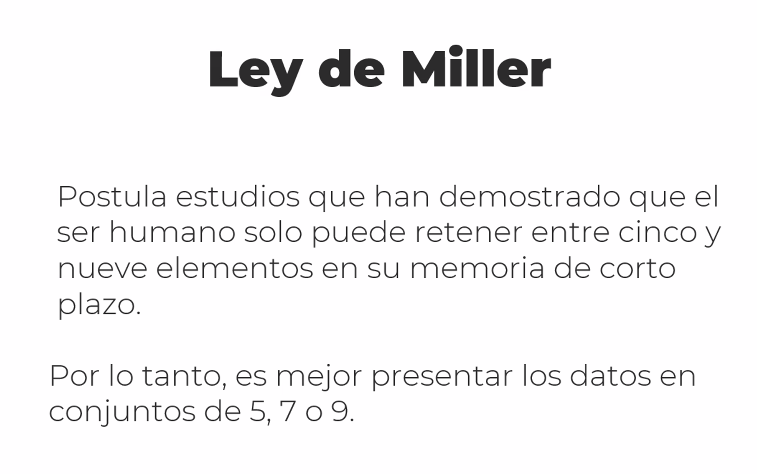 Ley de Miller
Postula estudios que han demostrado que el
ser humano solo puede retener entre cinco y
nueve elementos en su memoria de corto
plazo.
Por lo tanto, es mejor presentar los datos en
conjuntos de 5, 7 o 9.